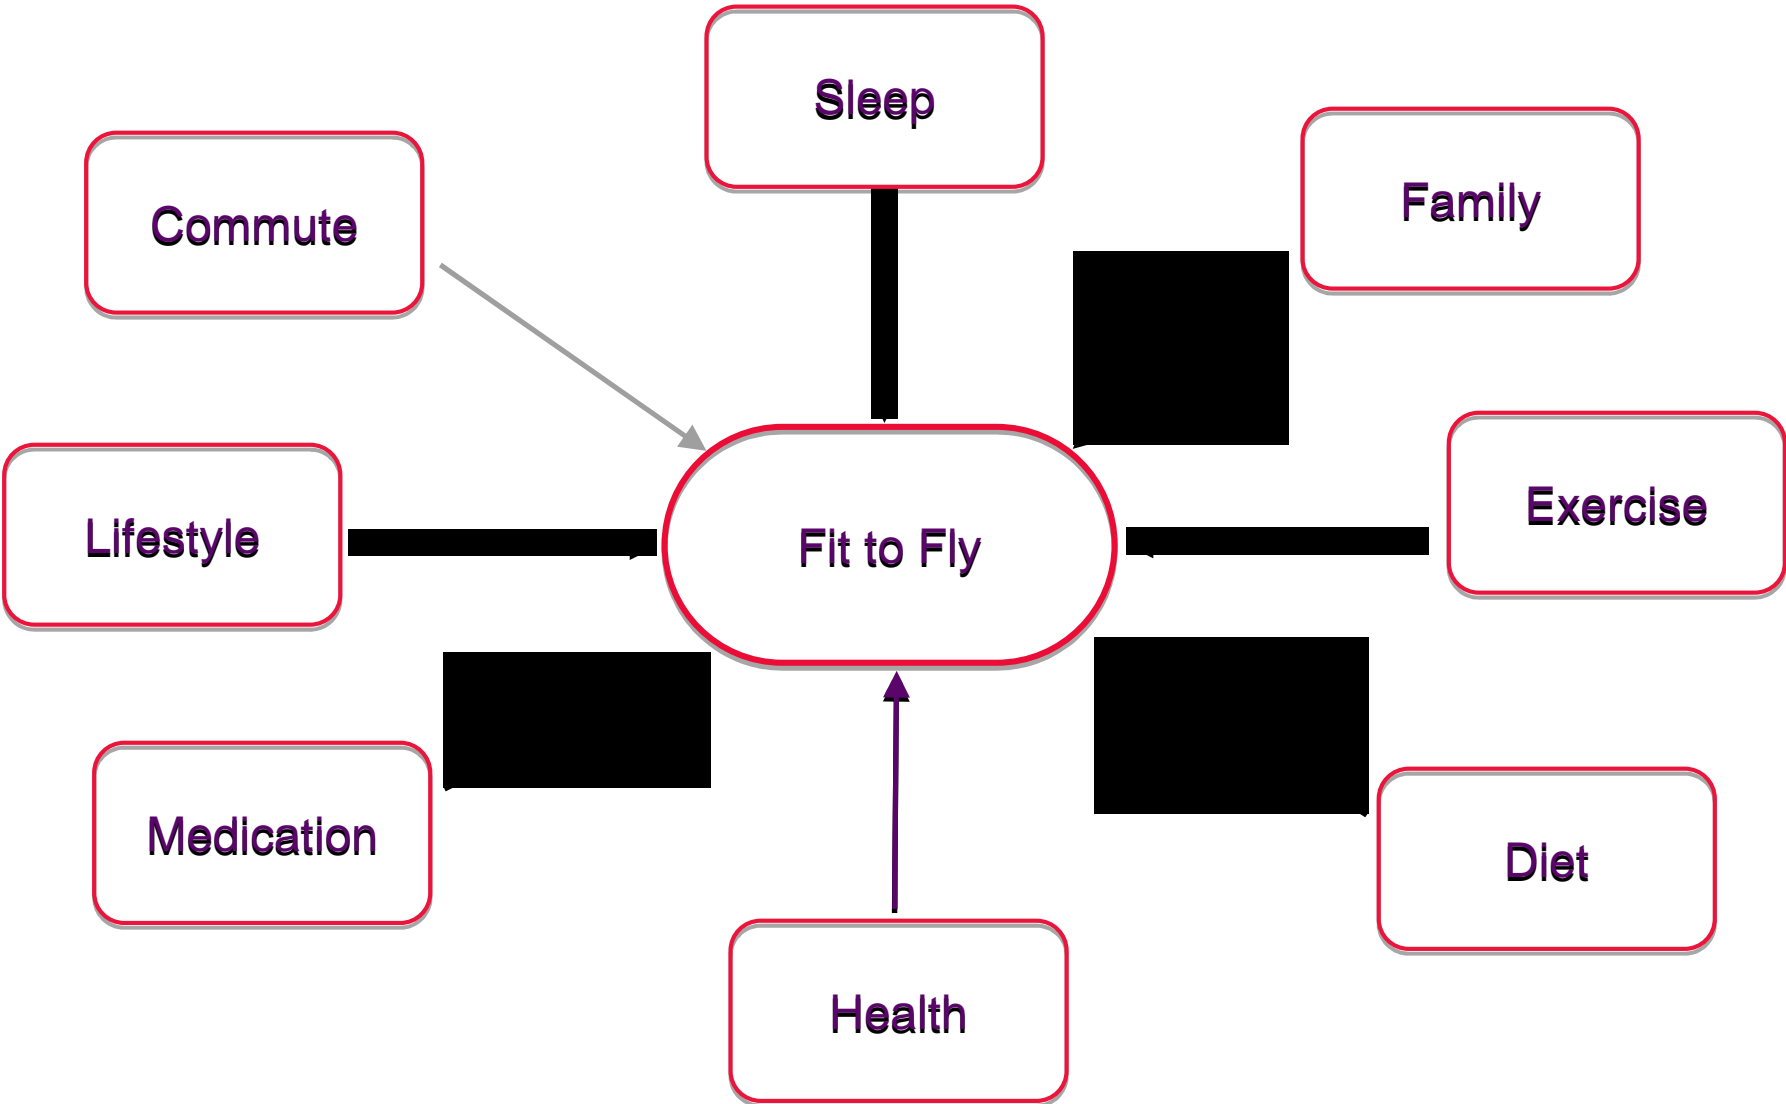 Sleep
Family
Commute
Exercise
Lifestyle
Fit to Fly
Medication
Diet
Health